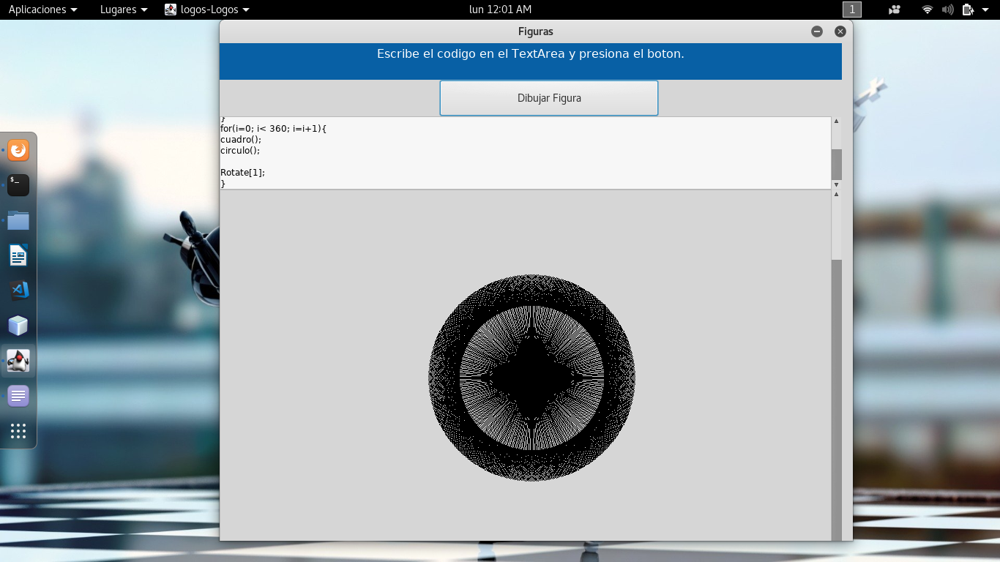 Aplicaciones Lugares logos-Logos lun 12:01 AM 1
Figuras
Escribe el codigo en el TextArea y presiona el boton.
Dibujar Figura
}
for(i=0; i< 360; i=i+1){
cuadro();
circulo();
Rotate[1];
}
$_